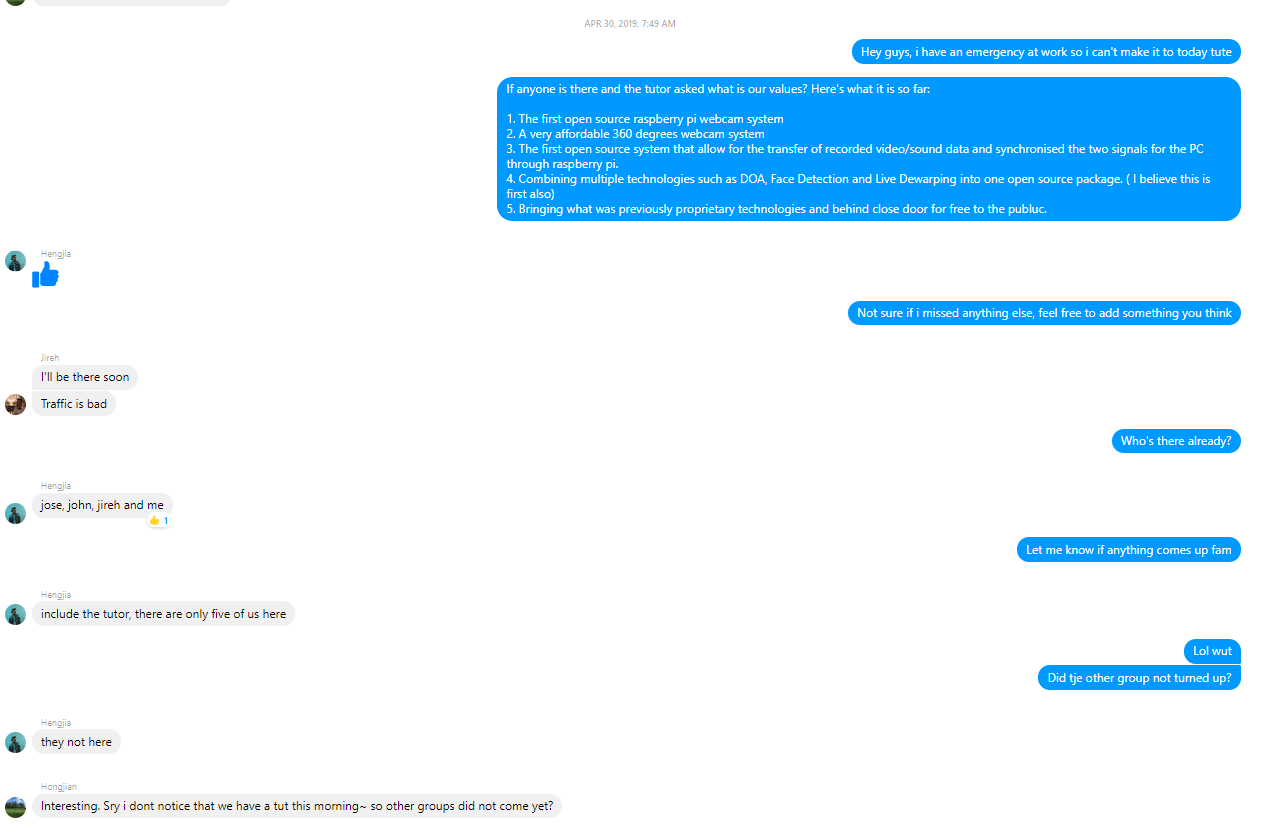 APR 30, 2019, 7:49 AM
Hey guys, i have an emergency at work so i can't make it to today tute
If anyone is there and the tutor asked what is our values? Here's what it is so far:
1. The first open source raspberry pi webcam system
2. A very affordable 360 degrees webcam system
3. The first open source system that allow for the transfer of recorded video/sound data and synchronised the two signals for the PC
through raspberry pi.
4. Combining multiple technologies such as DOA, Face Detection and Live Dewarping into one open source package. ( I believe this is
first also)
5. Bringing what was previously proprietary technologies and behind close door for free to the publuc.
Hengjia
Not sure if i missed anything else, feel free to add something you think
Jireh
I'll be there soon
Traffic is bad
Who's there already?
Hengjia
jose, john, jireh and me
1
Let me know if anything comes up fam
Hengjia
include the tutor, there are only five of us here
Lol wut
Did tje other group not turned up?
Hengjia
they not here
Hongjian
Interesting. Sry i dont notice that we have a tut this morning~ so other groups did not come yet?